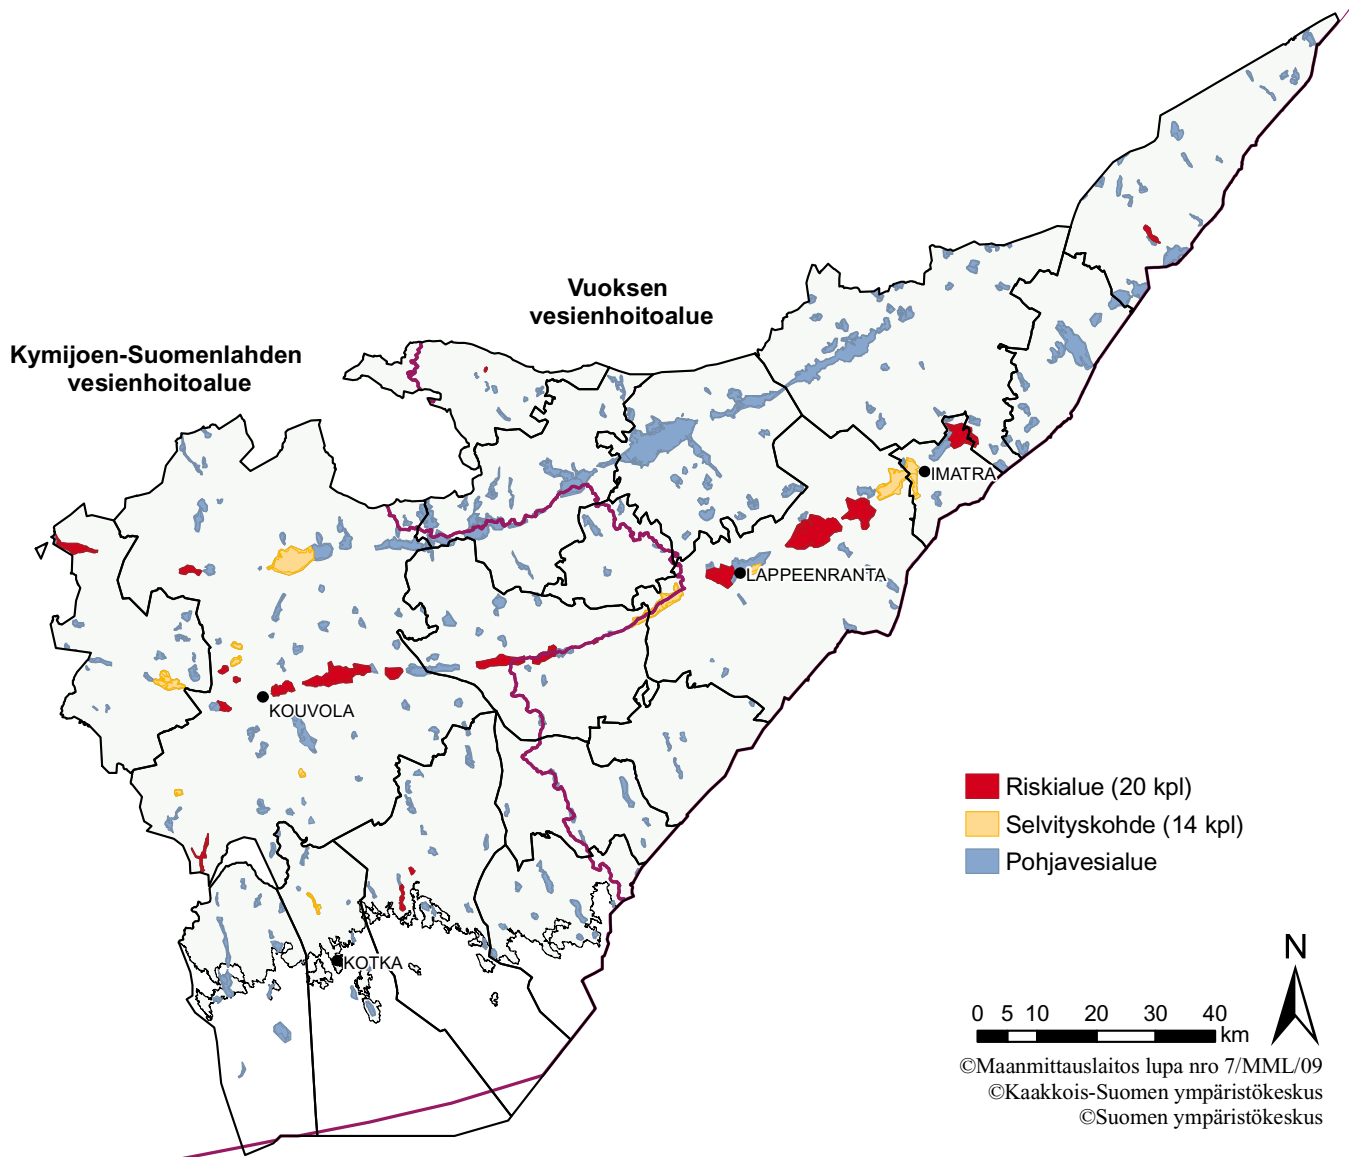 Vuoksen
vesienhoitoalue
Kymijoen-Suomenlahden
vesienhoitoalue
IMATRA
LAPPEENRANTA
KOUVOLA
KOTKA
Riskialue (20 kpl)
Selvityskohde (14 kpl)
Pohjavesialue
N
0 5 10 20 30 40
km
©Maanmittauslaitos lupa nro 7/MML/09
©Kaakkois-Suomen ympäristökeskus
©Suomen ympäristökeskus